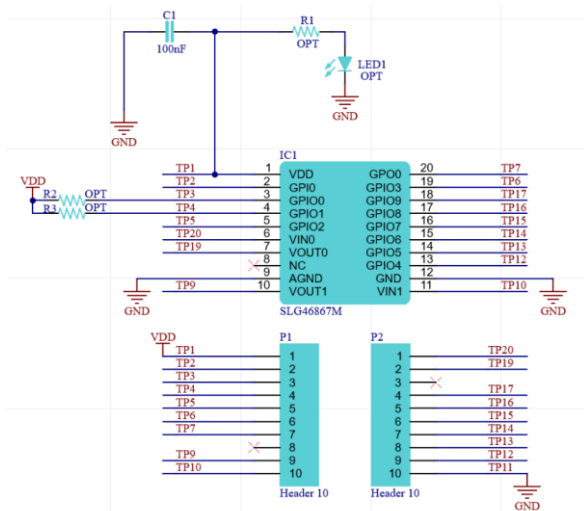 C1
100nF
R1
OPT
LED1
OPT
GND
GND
IC1
TP1 1 VDD GPO0 20 TP7
TP2 2 GPI0 GPIO3 19 TP6
VDD
R2 OPT TP3 3 GPIO0 GPIO9 18 TP17
R3 OPT TP4 4 GPIO1 GPIO8 17 TP16
TP5 5 GPIO2 GPIO7 16 TP15
TP20 6 VIN0 GPIO6 15 TP14
TP19 7 VOUT0 GPIO5 14 TP13
8 NC GPIO4 13 TP12
9 AGND GND 12
TP9 10 VOUT1 VIN1 11 TP10
GND
GND
SLG46867M
VDD
P1
P2
TP1 1 1 TP20
TP2 2 2 TP19
TP3 3 3
TP4 4 4 TP17
TP5 5 5 TP16
TP6 6 6 TP15
TP7 7 7 TP14
8 8 TP13
TP9 9 9 TP12
TP10 10 10 TP11
Header 10
Header 10
GND